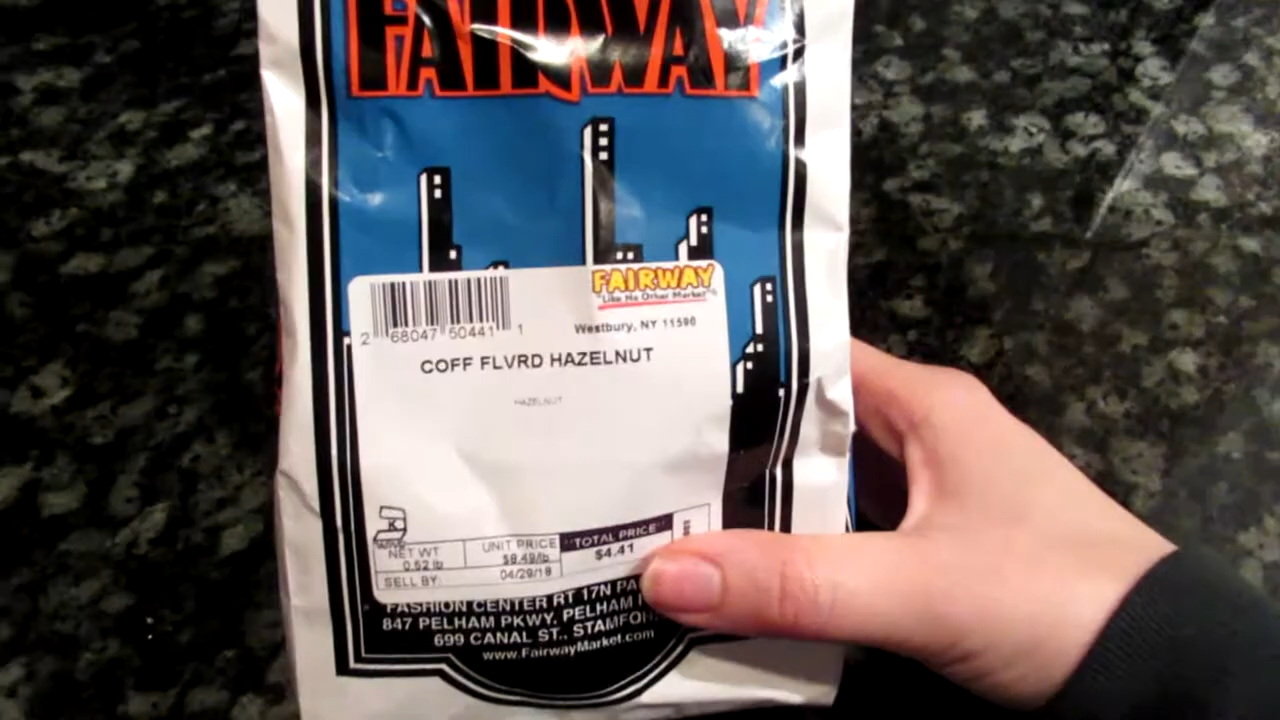 FAIRWAY
FAIRWAY
"Like No Other Market"
2 68047 50441 1
Westbury, NY 11590
COFF FLVRD HAZELNUT
HAZELNUT
K
NET WT
0.52 lb
UNIT PRICE
$8.49/lb
"TOTAL PRICE"
$4.41
SELL BY:
04/29/18
FASHION CENTER RT 17N PA
847 PELHAM PKWY, PELHAM
699 CANAL ST., STAMFO
www.FairwayMarket.com